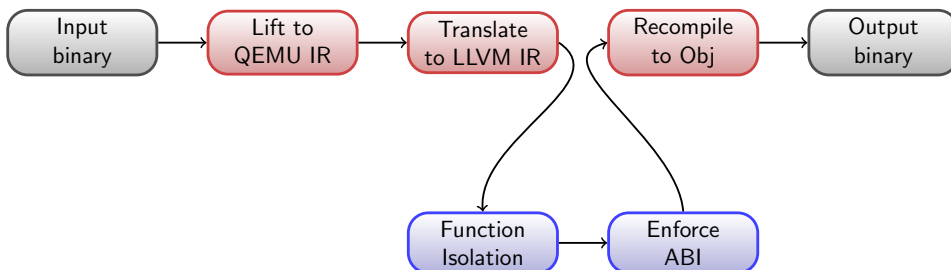 Input
binary
Lift to
QEMU IR
Translate
to LLVM IR
Recompile
to Obj
Output
binary
Function
Isolation
Enforce
ABI